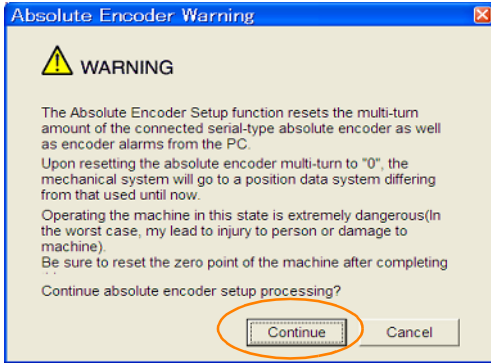 Absolute Encoder Warning
WARNING
The Absolute Encoder Setup function resets the multi-turn
amount of the connected serial-type absolute encoder as well
as encoder alarms from the PC.
Upon resetting the absolute encoder multi-turn to "0", the
mechanical system will go to a position data system differing
from that used until now.
Operating the machine in this state is extremely dangerous(In
the worst case, my lead to injury to person or damage to
machine).
Be sure to reset the zero point of the machine after completing
Continue absolute encoder setup processing?
Continue
Cancel